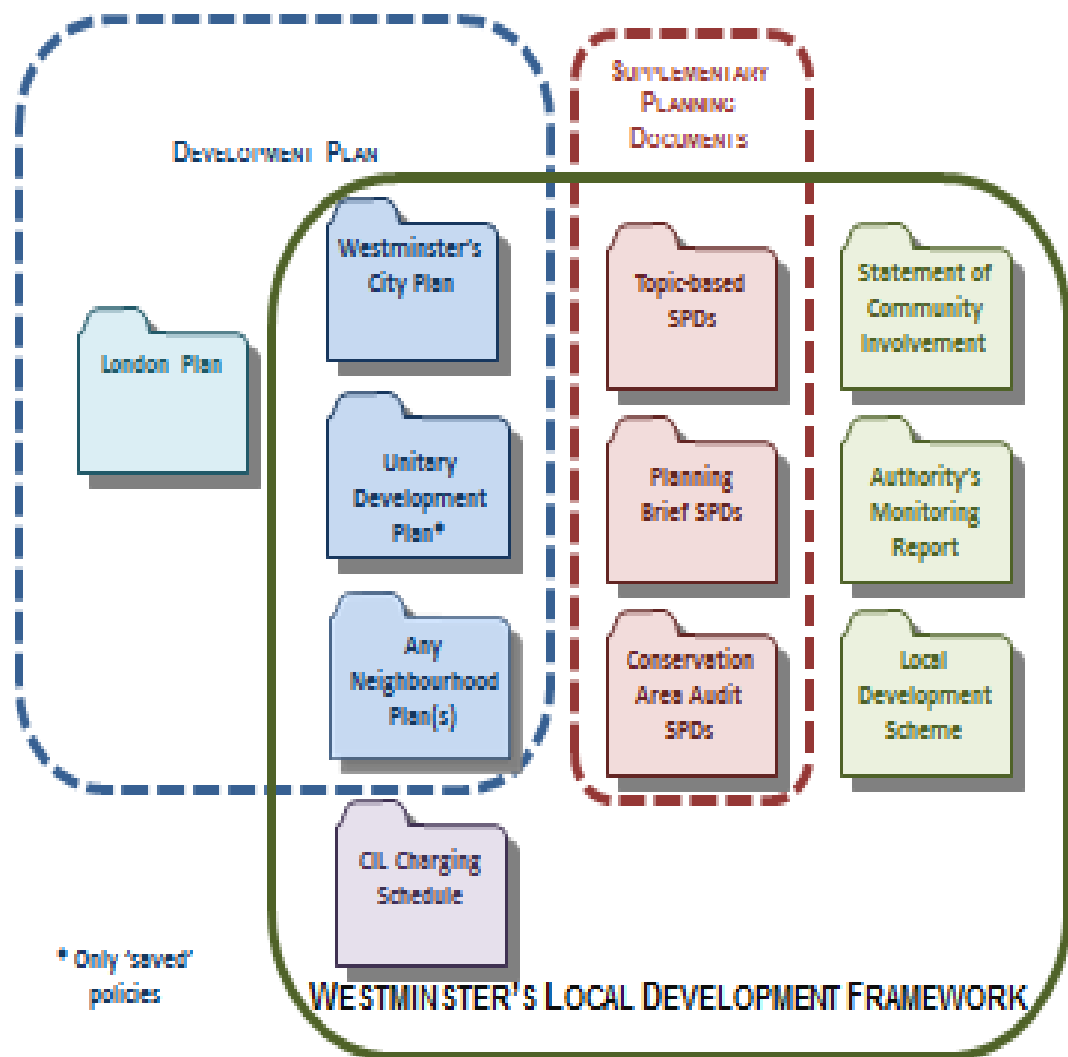 SUPPLEMENTARY
PLANNING
DOCUMENTS
DEVELOPMENT PLAN
Westminster's
City Plan
Topic-based
SPDs
Statement of
Community
Involvement
London Plan
Unitary
Development
Plan*
Planning
Brief SPDs
Authority's
Monitoring
Report
Any
Neighbourhood
Plan(s)
Conservation
Area Audit
SPDs
Local
Development
Scheme
CIL Charging
Schedule
* Only 'saved'
policies
WESTMINSTER'S LOCAL DEVELOPMENT FRAMEWORK